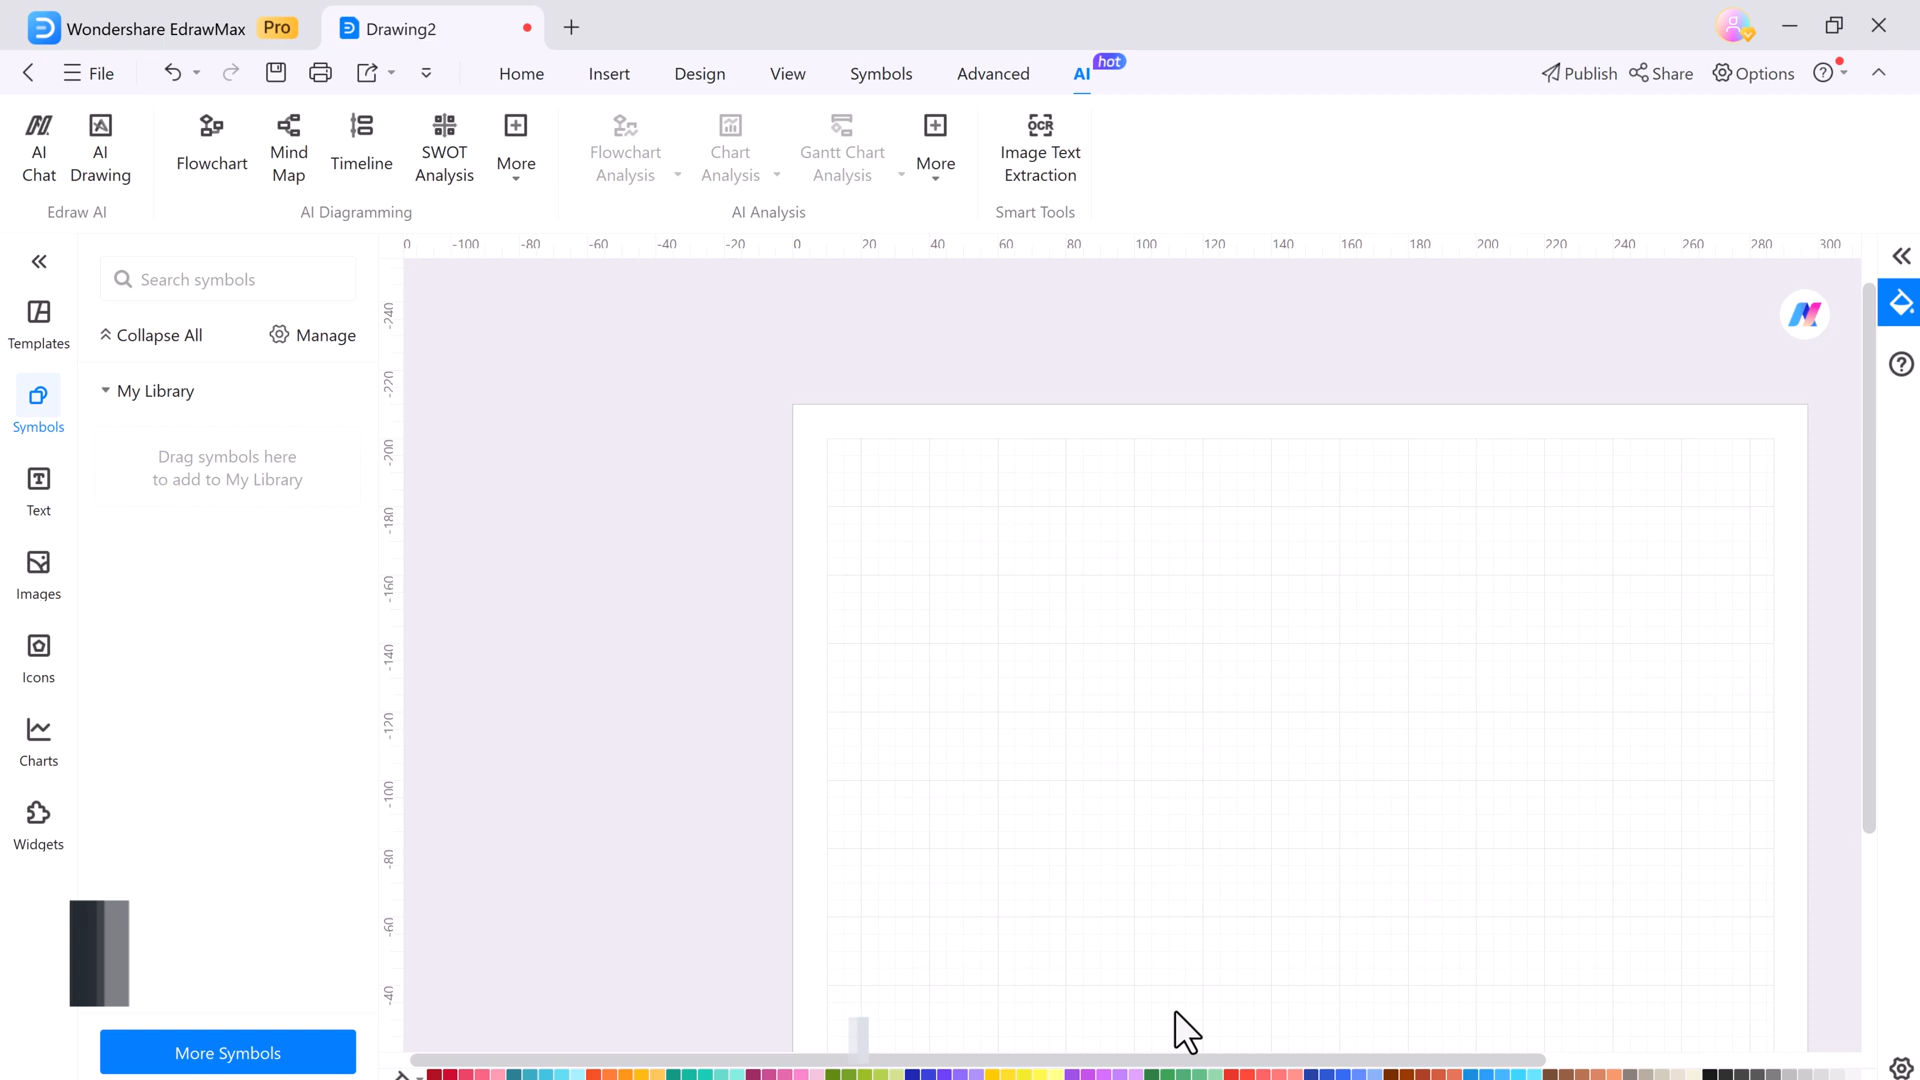 Wondershare EdrawMax Pro
Drawing2
File
Home Insert Design View Symbols Advanced AI hot
Publish Share Options
AI Chat
AI Drawing
Edraw AI
Flowchart
Mind Map
Timeline
SWOT Analysis
More
AI Diagramming
Flowchart Analysis
Chart Analysis
Gantt Chart Analysis
More
AI Analysis
OCR
Image Text Extraction
Smart Tools
0 -100 -80 -60 -40 -20 0 20 40 60 80 100 120 140 160 180 200 220 240 260 280 300
Templates
Symbols
Text
Images
Icons
Charts
Widgets
Search symbols
Collapse All Manage
My Library
Drag symbols here
to add to My Library
More Symbols
-240
-220
-200
-180
-160
-140
-120
-100
-80
-60
-40